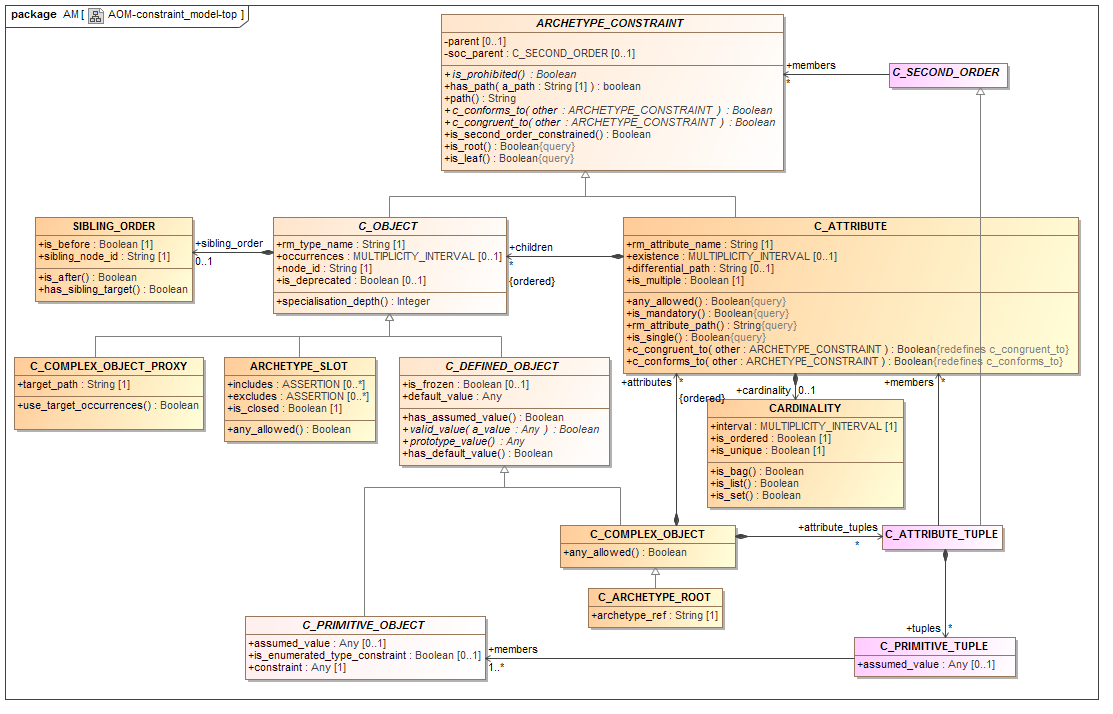 package AM [ AOM-constraint_model-top ]
ARCHETYPE_CONSTRAINT
-parent [0..1]
-soc_parent : C_SECOND_ORDER [0..1]
+is_prohibited() : Boolean
+has_path( a_path : String [1] ) : boolean
+path() : String
+c_conforms_to( other : ARCHETYPE_CONSTRAINT ) : Boolean
+c_congruent_to( other : ARCHETYPE_CONSTRAINT ) : Boolean
+is_second_order_constrained() : Boolean
+is_root() : Boolean{query}
+is_leaf() : Boolean{query}
+members
*
C_SECOND_ORDER
SIBLING_ORDER
+is_before : Boolean [1]
+sibling_node_id : String [1]
+is_after() : Boolean
+has_sibling_target() : Boolean
+sibling_order
0..1
C_OBJECT
+rm_type_name : String [1]
+occurrences : MULTIPLICITY_INTERVAL [0..1]
+node_id : String [1]
+is_deprecated : Boolean [0..1]
+specialisation_depth() : Integer
+children
*
{ordered}
C_ATTRIBUTE
+rm_attribute_name : String [1]
+existence : MULTIPLICITY_INTERVAL [0..1]
+differential_path : String [0..1]
+is_multiple : Boolean [1]
+any_allowed() : Boolean{query}
+is_mandatory() : Boolean{query}
+rm_attribute_path() : String{query}
+is_single() : Boolean{query}
+c_congruent_to( other : ARCHETYPE_CONSTRAINT ) : Boolean{redefines c_congruent_to}
+c_conforms_to( other : ARCHETYPE_CONSTRAINT ) : Boolean{redefines c_conforms_to}
C_COMPLEX_OBJECT_PROXY
+target_path : String [1]
+use_target_occurrences() : Boolean
ARCHETYPE_SLOT
+includes : ASSERTION [0..*]
+excludes : ASSERTION [0..*]
+is_closed : Boolean [1]
+any_allowed() : Boolean
C_DEFINED_OBJECT
+is_frozen : Boolean [0..1]
+default_value : Any
+has_assumed_value() : Boolean
+valid_value( a_value : Any ) : Boolean
+prototype_value() : Any
+has_default_value() : Boolean
+attributes
*
{ordered}
+cardinality
0..1
+members
*
CARDINALITY
+interval : MULTIPLICITY_INTERVAL [1]
+is_ordered : Boolean [1]
+is_unique : Boolean [1]
+is_bag() : Boolean
+is_list() : Boolean
+is_set() : Boolean
C_COMPLEX_OBJECT
+any_allowed() : Boolean
+attribute_tuples
*
C_ATTRIBUTE_TUPLE
C_ARCHETYPE_ROOT
+archetype_ref : String [1]
C_PRIMITIVE_OBJECT
+assumed_value : Any [0..1]
+is_enumerated_type_constraint : Boolean [0..1]
+constraint : Any [1]
+members
1..*
+tuples
*
C_PRIMITIVE_TUPLE
+assumed_value : Any [0..1]